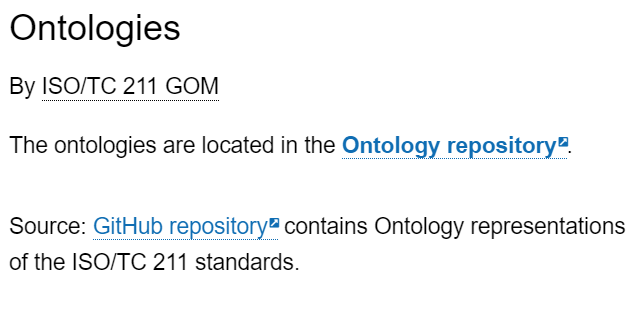 Ontologies
By ISO/TC 211 GOM
The ontologies are located in the Ontology repository.
Source: GitHub repository contains Ontology representations
of the ISO/TC 211 standards.